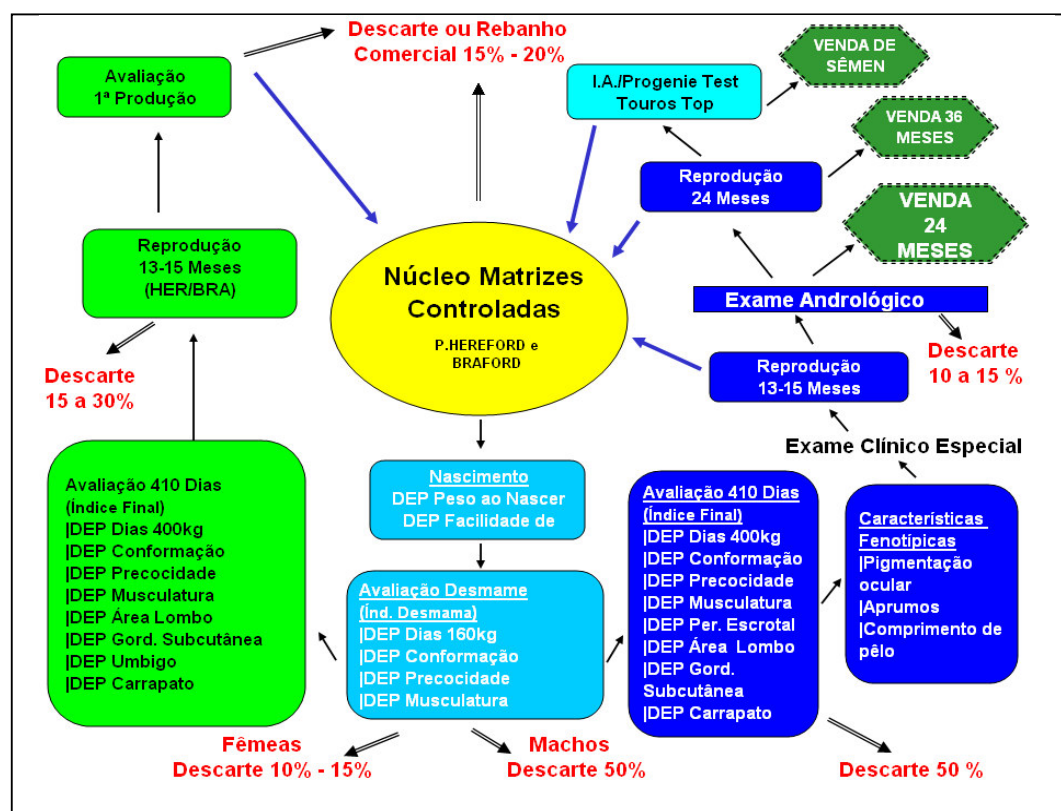 Descarte ou Rebanho
Comercial 15% - 20%
Avaliação
1ª Produção
I.A./Progenie Test
Touros Top
VENDA DE
SÊMEN
VENDA 36
MESES
Reprodução
24 Meses
VENDA
24
MESES
Reprodução
13-15 Meses
(HER/BRA)
Núcleo Matrizes
Controladas
P.HEREFORD e
BRAFORD
Exame Andrológico
Reprodução
13-15 Meses
Descarte
10 a 15 %
Descarte
15 a 30%
Exame Clínico Especial
Avaliação 410 Dias
(Índice Final)
|DEP Dias 400kg
|DEP Conformação
|DEP Precocidade
|DEP Musculatura
|DEP Área Lombo
|DEP Gord. Subcutânea
|DEP Umbigo
|DEP Carrapato
Nascimento
DEP Peso ao Nascer
DEP Facilidade de
Avaliação Desmame
(Índ. Desmama)
|DEP Dias 160kg
|DEP Conformação
|DEP Precocidade
|DEP Musculatura
Avaliação 410 Dias
(Índice Final)
|DEP Dias 400kg
|DEP Conformação
|DEP Precocidade
|DEP Musculatura
|DEP Per. Escrotal
|DEP Área Lombo
|DEP Gord.
Subcutânea
|DEP Carrapato
Características
Fenotípicas
|Pigmentação
ocular
|Aprumos
|Comprimento de
pêlo
Fêmeas
Descarte 10% - 15%
Machos
Descarte 50%
Descarte 50 %